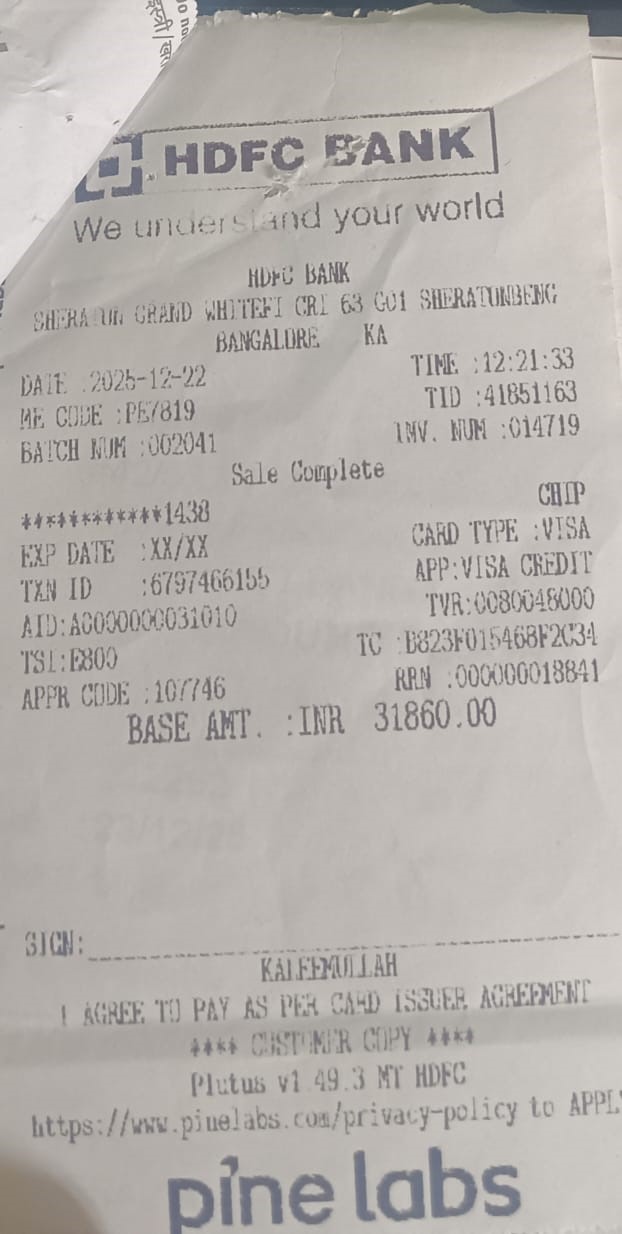 HDFC BANK
We understand your world
HDFC BANK
SHERATON GRAND WHITEFI CRI 63 G01 SHERATONBENG
BANGALORE KA
DATE :2025-12-22 TIME :12:21:33
ME CODE :PE7819 TID :41851163
BATCH NUM :002041 INV. NUM :014719
Sale Complete
************1438 CHIP
EXP DATE :XX/XX CARD TYPE :VISA
TXN ID :6797466155 APP:VISA CREDIT
AID:A0000000031010 TVR:0080048000
TSI:E800 TC :B823F015468F2C34
APPR CODE :107746 RRN :000000018841
BASE AMT. :INR 31860.00
SIGN:
KALEEMULLAH
I AGREE TO PAY AS PER CARD ISSUER AGREEMENT
**** CUSTOMER COPY ****
Plutus v1.49.3 MT HDFC
https://www.pinelabs.com/privacy-policy to APPL
pine labs